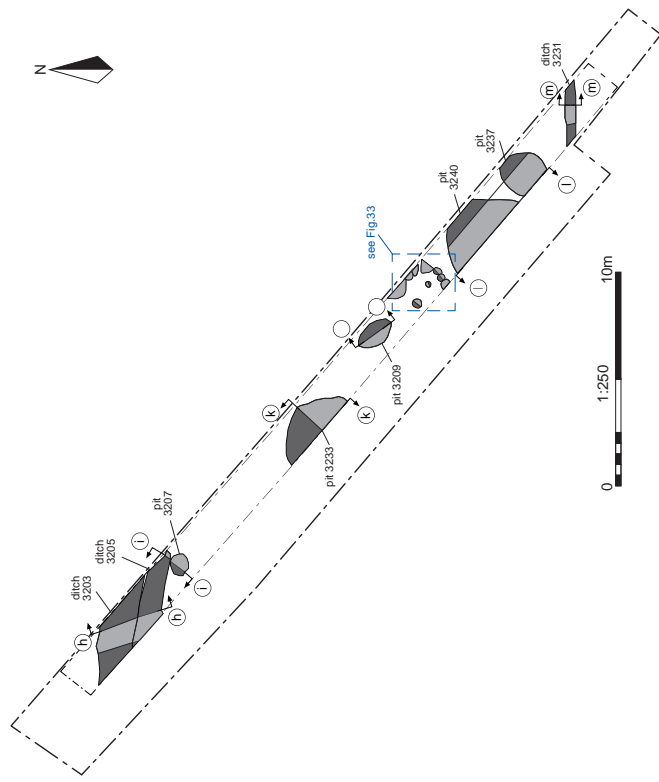 N
ditch
3203
ditch
3205
pit
3207
h
h
i
i
pit 3233
k
k
pit 3209
see Fig.33
pit
3240
pit
3237
l
l
ditch
3231
m
m
0
1:250
10m